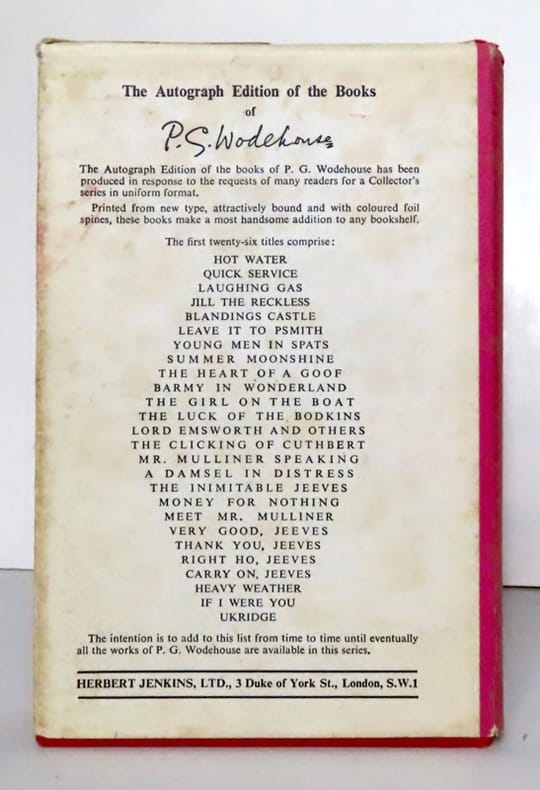 The Autograph Edition of the Books
of
P. G. Wodehouse
The Autograph Edition of the books of P. G. Wodehouse has been
produced in response to the requests of many readers for a Collector's
series in uniform format.
Printed from new type, attractively bound and with coloured foil
spines, these books make a most handsome addition to any bookshelf.
The first twenty-six titles comprise:
HOT WATER
QUICK SERVICE
LAUGHING GAS
JILL THE RECKLESS
BLANDINGS CASTLE
LEAVE IT TO PSMITH
YOUNG MEN IN SPATS
SUMMER MOONSHINE
THE HEART OF A GOOF
BARMY IN WONDERLAND
THE GIRL ON THE BOAT
THE LUCK OF THE BODKINS
LORD EMSWORTH AND OTHERS
THE CLICKING OF CUTHBERT
MR. MULLINER SPEAKING
A DAMSEL IN DISTRESS
THE INIMITABLE JEEVES
MONEY FOR NOTHING
MEET MR. MULLINER
VERY GOOD, JEEVES
THANK YOU, JEEVES
RIGHT HO, JEEVES
CARRY ON, JEEVES
HEAVY WEATHER
IF I WERE YOU
UKRIDGE
The intention is to add to this list from time to time until eventually
all the works of P. G. Wodehouse are available in this series.
HERBERT JENKINS, LTD., 3 Duke of York St., London, S.W.1